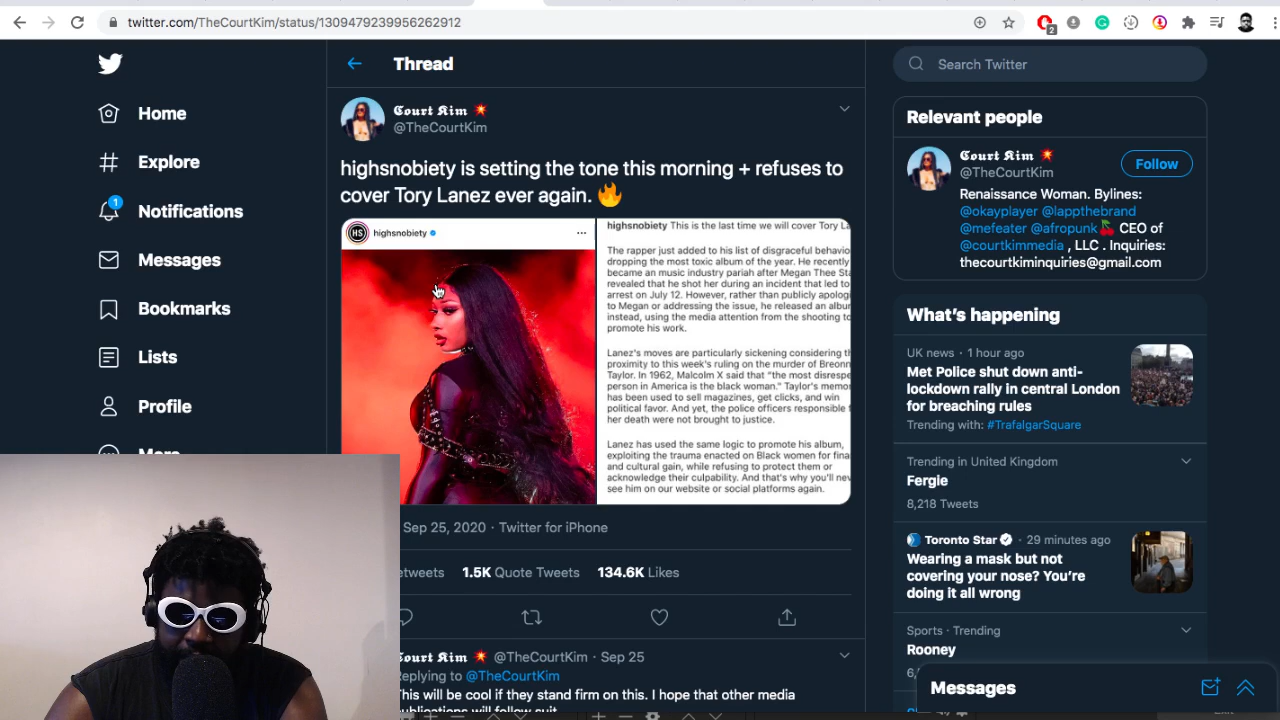 twitter.com/TheCourtKim/status/1309479239956262912
2
Home
Explore
1
Notifications
Messages
Bookmarks
Lists
Profile
More
Thread
𝕮𝖔𝖚𝖗𝖙 𝕶𝖎𝖒 💥
@TheCourtKim
highsnobiety is setting the tone this morning + refuses to
cover Tory Lanez ever again. 🔥
HS highsnobiety
highsnobiety This is the last time we will cover Tory La
The rapper just added to his list of disgraceful behavio
dropping the most toxic album of the year. He recently
became an music industry pariah after Megan Thee Sta
revealed that he shot her during an incident that led to
arrest on July 12. However, rather than publicly apolog
to Megan or addressing the issue, he released an albu
instead, using the media attention from the shooting to
promote his work.
Lanez's moves are particularly sickening considering th
proximity to this week's ruling on the murder of Breonn
Taylor. In 1962, Malcolm X said that "the most disrespe
person in America is the black woman." Taylor's memo
has been used to sell magazines, get clicks, and win
political favor. And yet, the police officers responsible
her death were not brought to justice.
Lanez has used the same logic to promote his album,
exploiting the trauma enacted on Black women for fina
and cultural gain, while refusing to protect them or
acknowledge their culpability. And that's why you'll nev
see him on our website or social platforms again.
Sep 25, 2020 · Twitter for iPhone
etweets 1.5K Quote Tweets 134.6K Likes
𝕮𝖔𝖚𝖗𝖙 𝕶𝖎𝖒 💥 @TheCourtKim · Sep 25
Replying to @TheCourtKim
This will be cool if they stand firm on this. I hope that other media
publications will follow suit
Search Twitter
Relevant people
𝕮𝖔𝖚𝖗𝖙 𝕶𝖎𝖒 💥
@TheCourtKim
Follow
Renaissance Woman. Bylines:
@okayplayer @lappthebrand
@mefeater @afropunk🍒 CEO of
@courtkimmedia , LLC . Inquiries:
thecourtkiminquiries@gmail.com
What's happening
UK news · 1 hour ago
Met Police shut down anti-
lockdown rally in central London
for breaching rules
Trending with: #TrafalgarSquare
Trending in United Kingdom
Fergie
8,218 Tweets
Toronto Star · 29 minutes ago
Wearing a mask but not
covering your nose? You're
doing it all wrong
Sports · Trending
Rooney
Messages